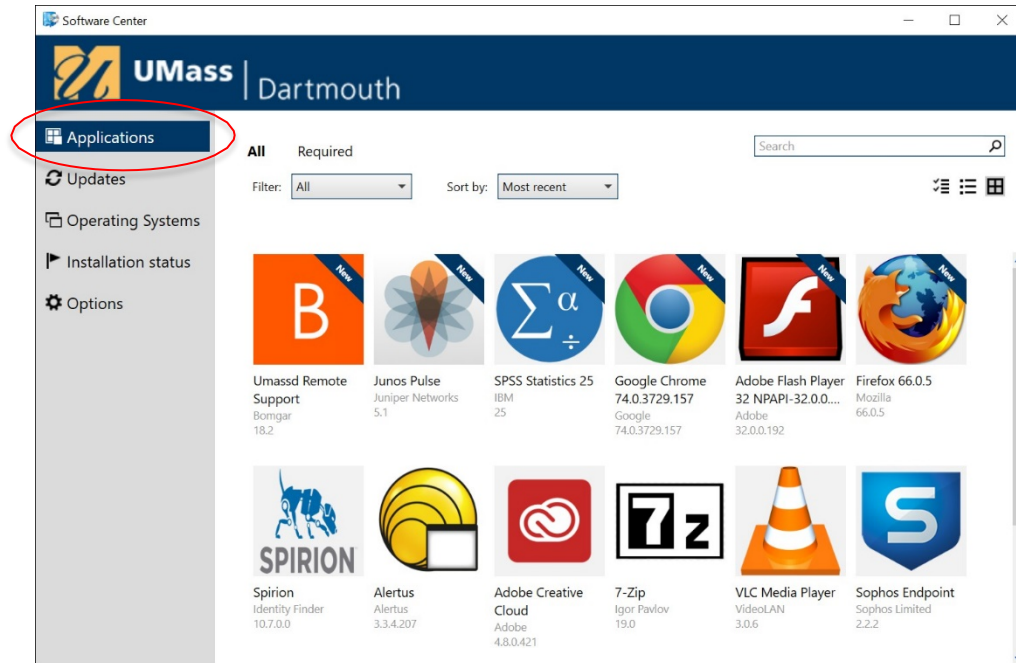 Software Center
UMass
Dartmouth
Applications
Updates
Operating Systems
Installation status
Options
All Required
Search
Filter: All Sort by: Most recent
New
New
New
New
New
New
B
Σ α ÷
Umassd Remote
Support
Bomgar
18.2
Junos Pulse
Juniper Networks
5.1
SPSS Statistics 25
IBM
25
Google Chrome
74.0.3729.157
Google
74.0.3729.157
Adobe Flash Player
32 NPAPI-32.0.0....
Adobe
32.0.0.192
Firefox 66.0.5
Mozilla
66.0.5
SPIRION
7z
S
Spirion
Identity Finder
10.7.0.0
Alertus
Alertus
3.3.4.207
Adobe Creative
Cloud
Adobe
4.8.0.421
7-Zip
Igor Pavlov
19.0
VLC Media Player
VideoLAN
3.0.6
Sophos Endpoint
Sophos Limited
2.2.2